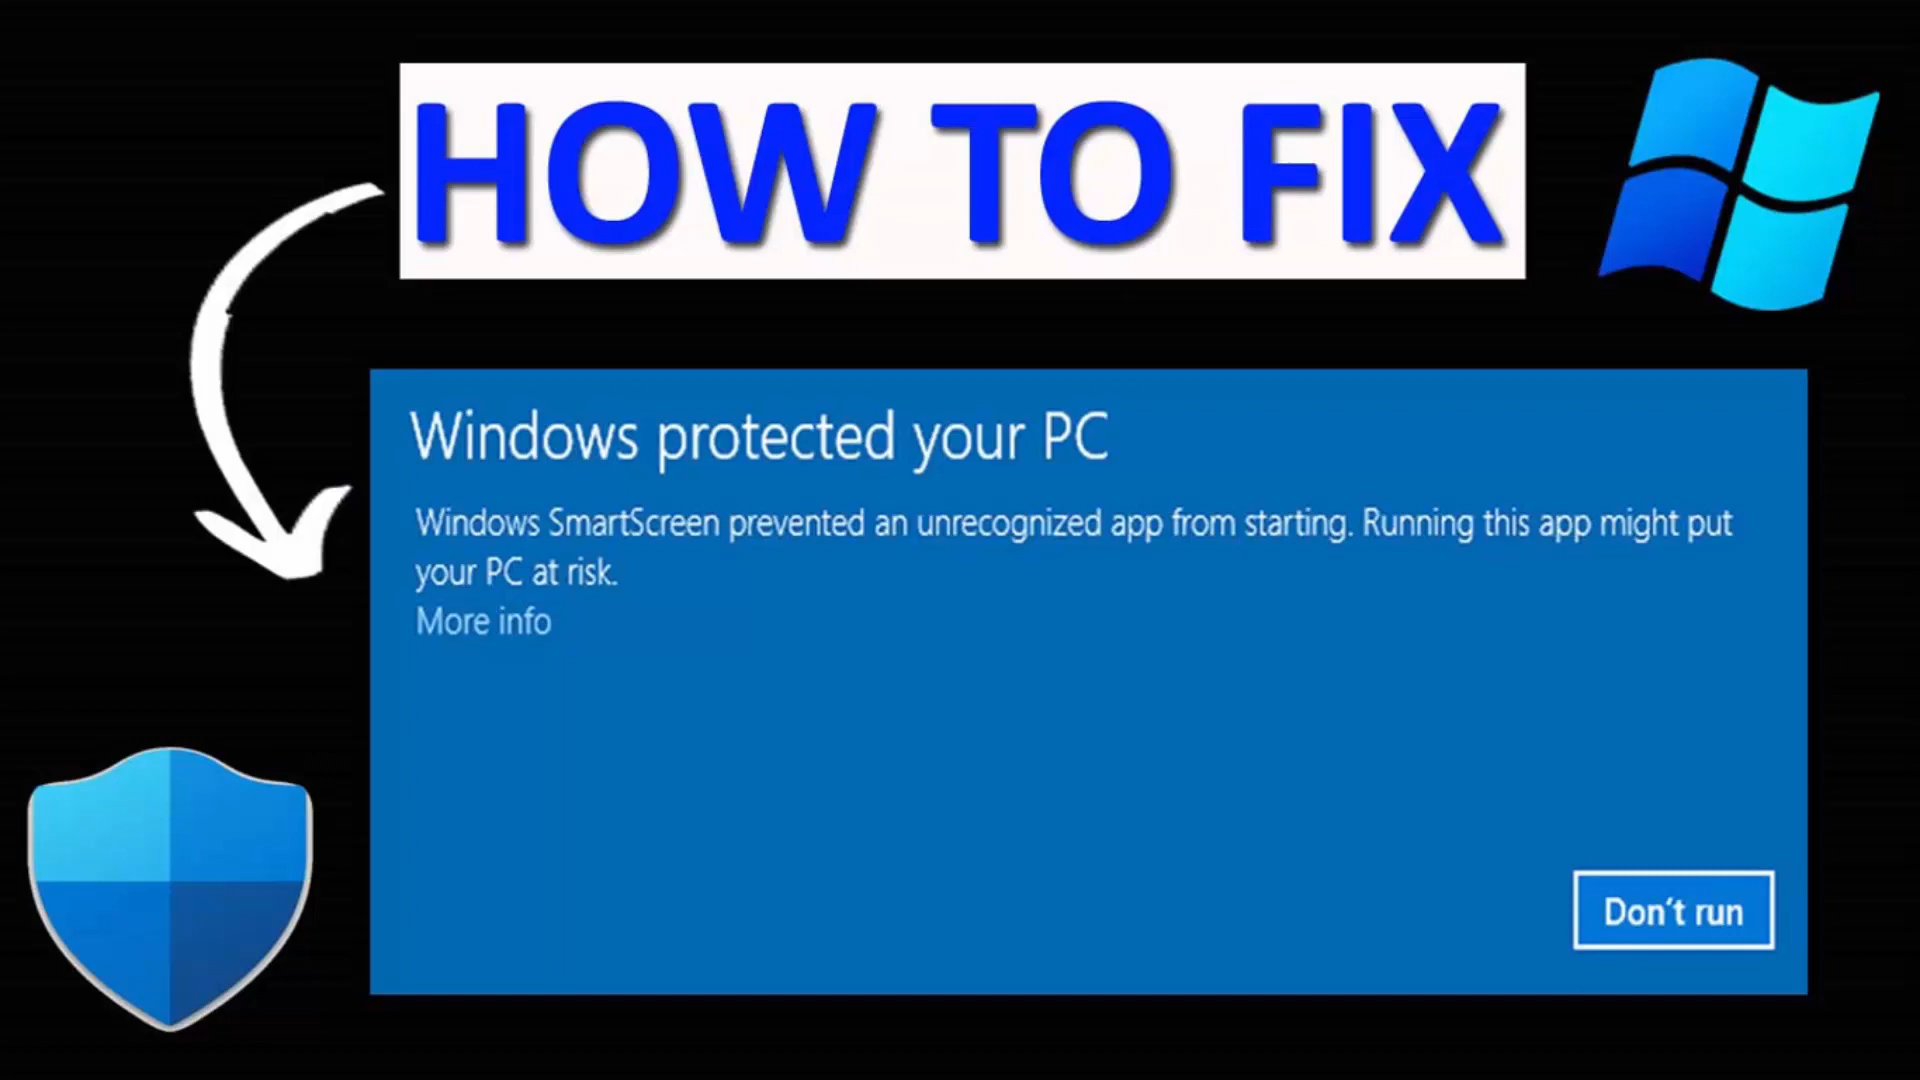 HOW TO FIX
Windows protected your PC
Windows SmartScreen prevented an unrecognized app from starting. Running this app might put
your PC at risk.
More info
Don't run